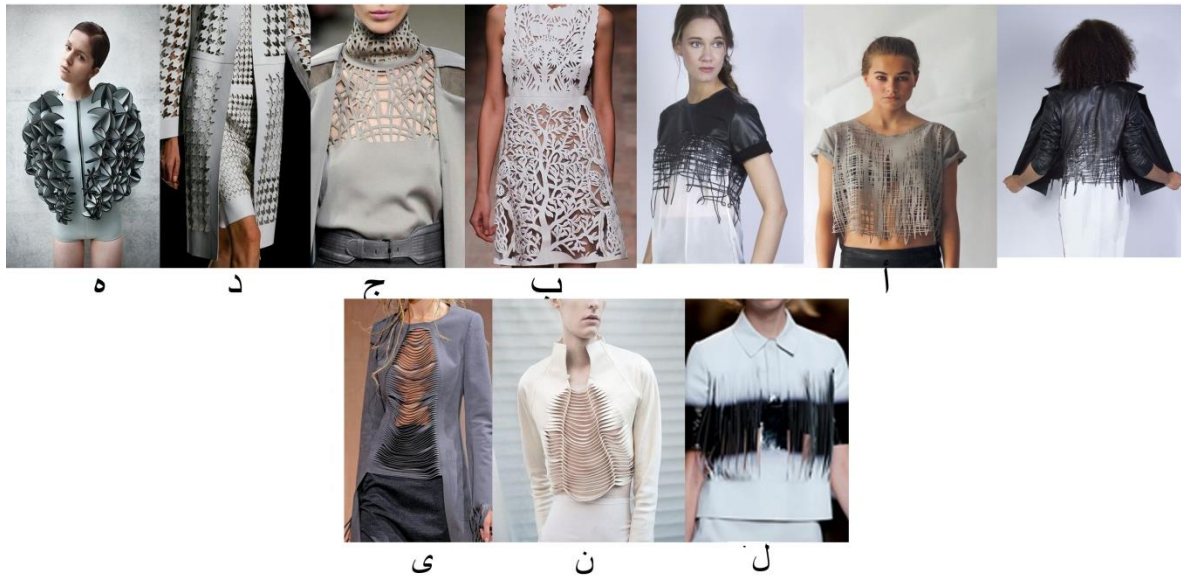 أ ب ج د ه
ل ن ى